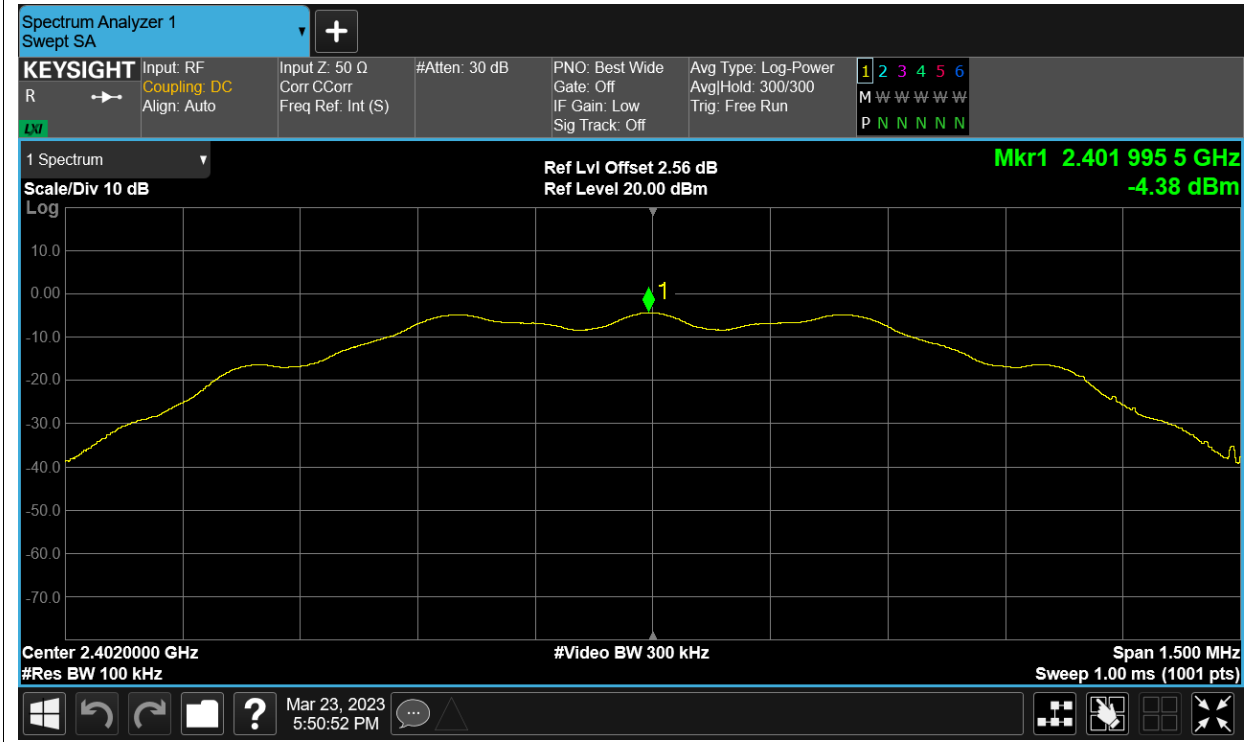 Spectrum Analyzer 1
Swept SA
KEYSIGHT
R
LXI
Input: RF
Coupling: DC
Align: Auto
Input Z: 50 Ω
Corr CCorr
Freq Ref: Int (S)
#Atten: 30 dB
PNO: Best Wide
Gate: Off
IF Gain: Low
Sig Track: Off
Avg Type: Log-Power
Avg|Hold: 300/300
Trig: Free Run
1 2 3 4 5 6
M W W W W W
P N N N N N
1 Spectrum
Scale/Div 10 dB
Log
Ref Lvl Offset 2.56 dB
Ref Level 20.00 dBm
Mkr1 2.401 995 5 GHz
-4.38 dBm
10.0
0.00
1
-10.0
-20.0
-30.0
-40.0
-50.0
-60.0
-70.0
Center 2.4020000 GHz
#Video BW 300 kHz
Span 1.500 MHz
#Res BW 100 kHz
Sweep 1.00 ms (1001 pts)
?
Mar 23, 2023
5:50:52 PM